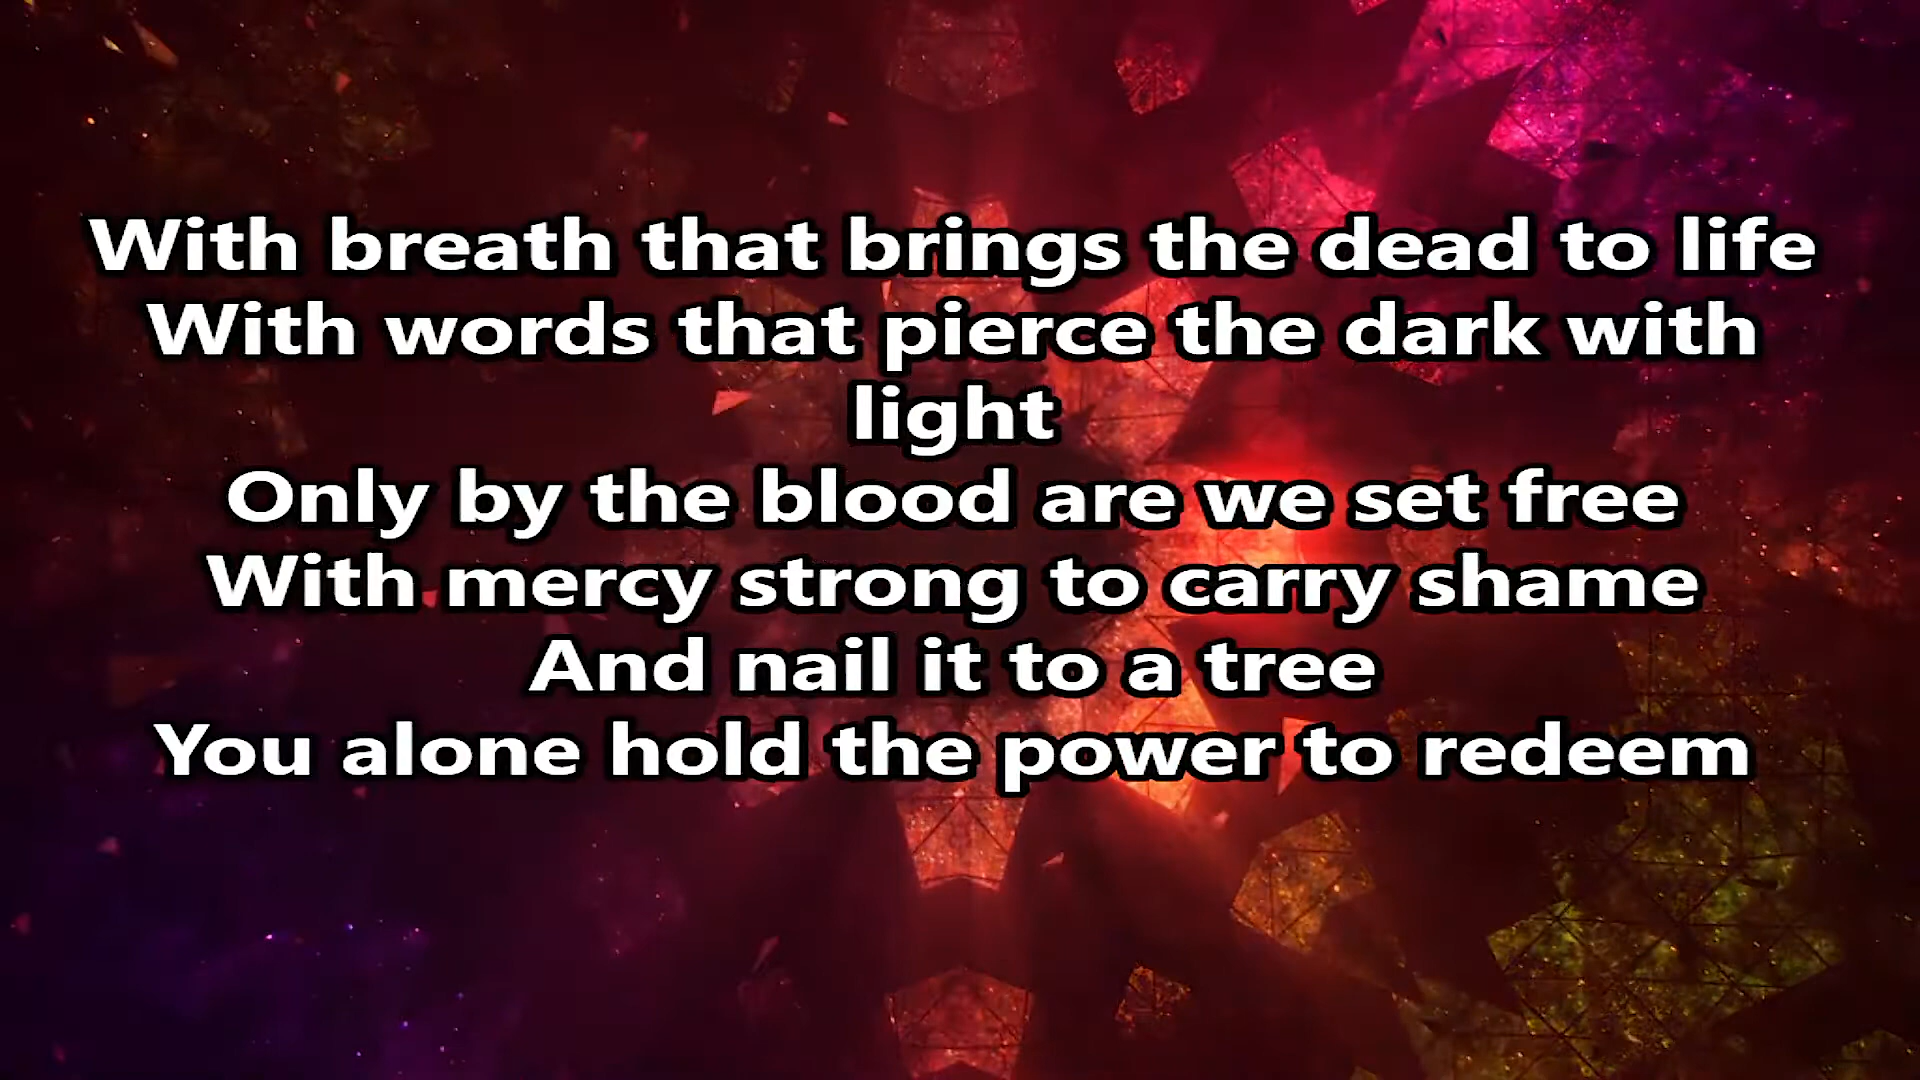 With breath that brings the dead to life
With words that pierce the dark with
light
Only by the blood are we set free
With mercy strong to carry shame
And nail it to a tree
You alone hold the power to redeem